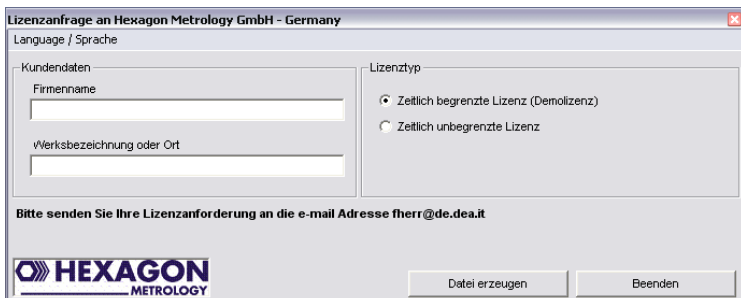 Lizenzanfrage an Hexagon Metrology GmbH - Germany
Language / Sprache
Kundendaten
Firmenname
Werksbezeichnung oder Ort
Lizenztyp
Zeitlich begrenzte Lizenz (Demolizenz)
Zeitlich unbegrenzte Lizenz
Bitte senden Sie Ihre Lizenzanforderung an die e-mail Adresse fherr@de.dea.it
HEXAGON
METROLOGY
Datei erzeugen
Beenden